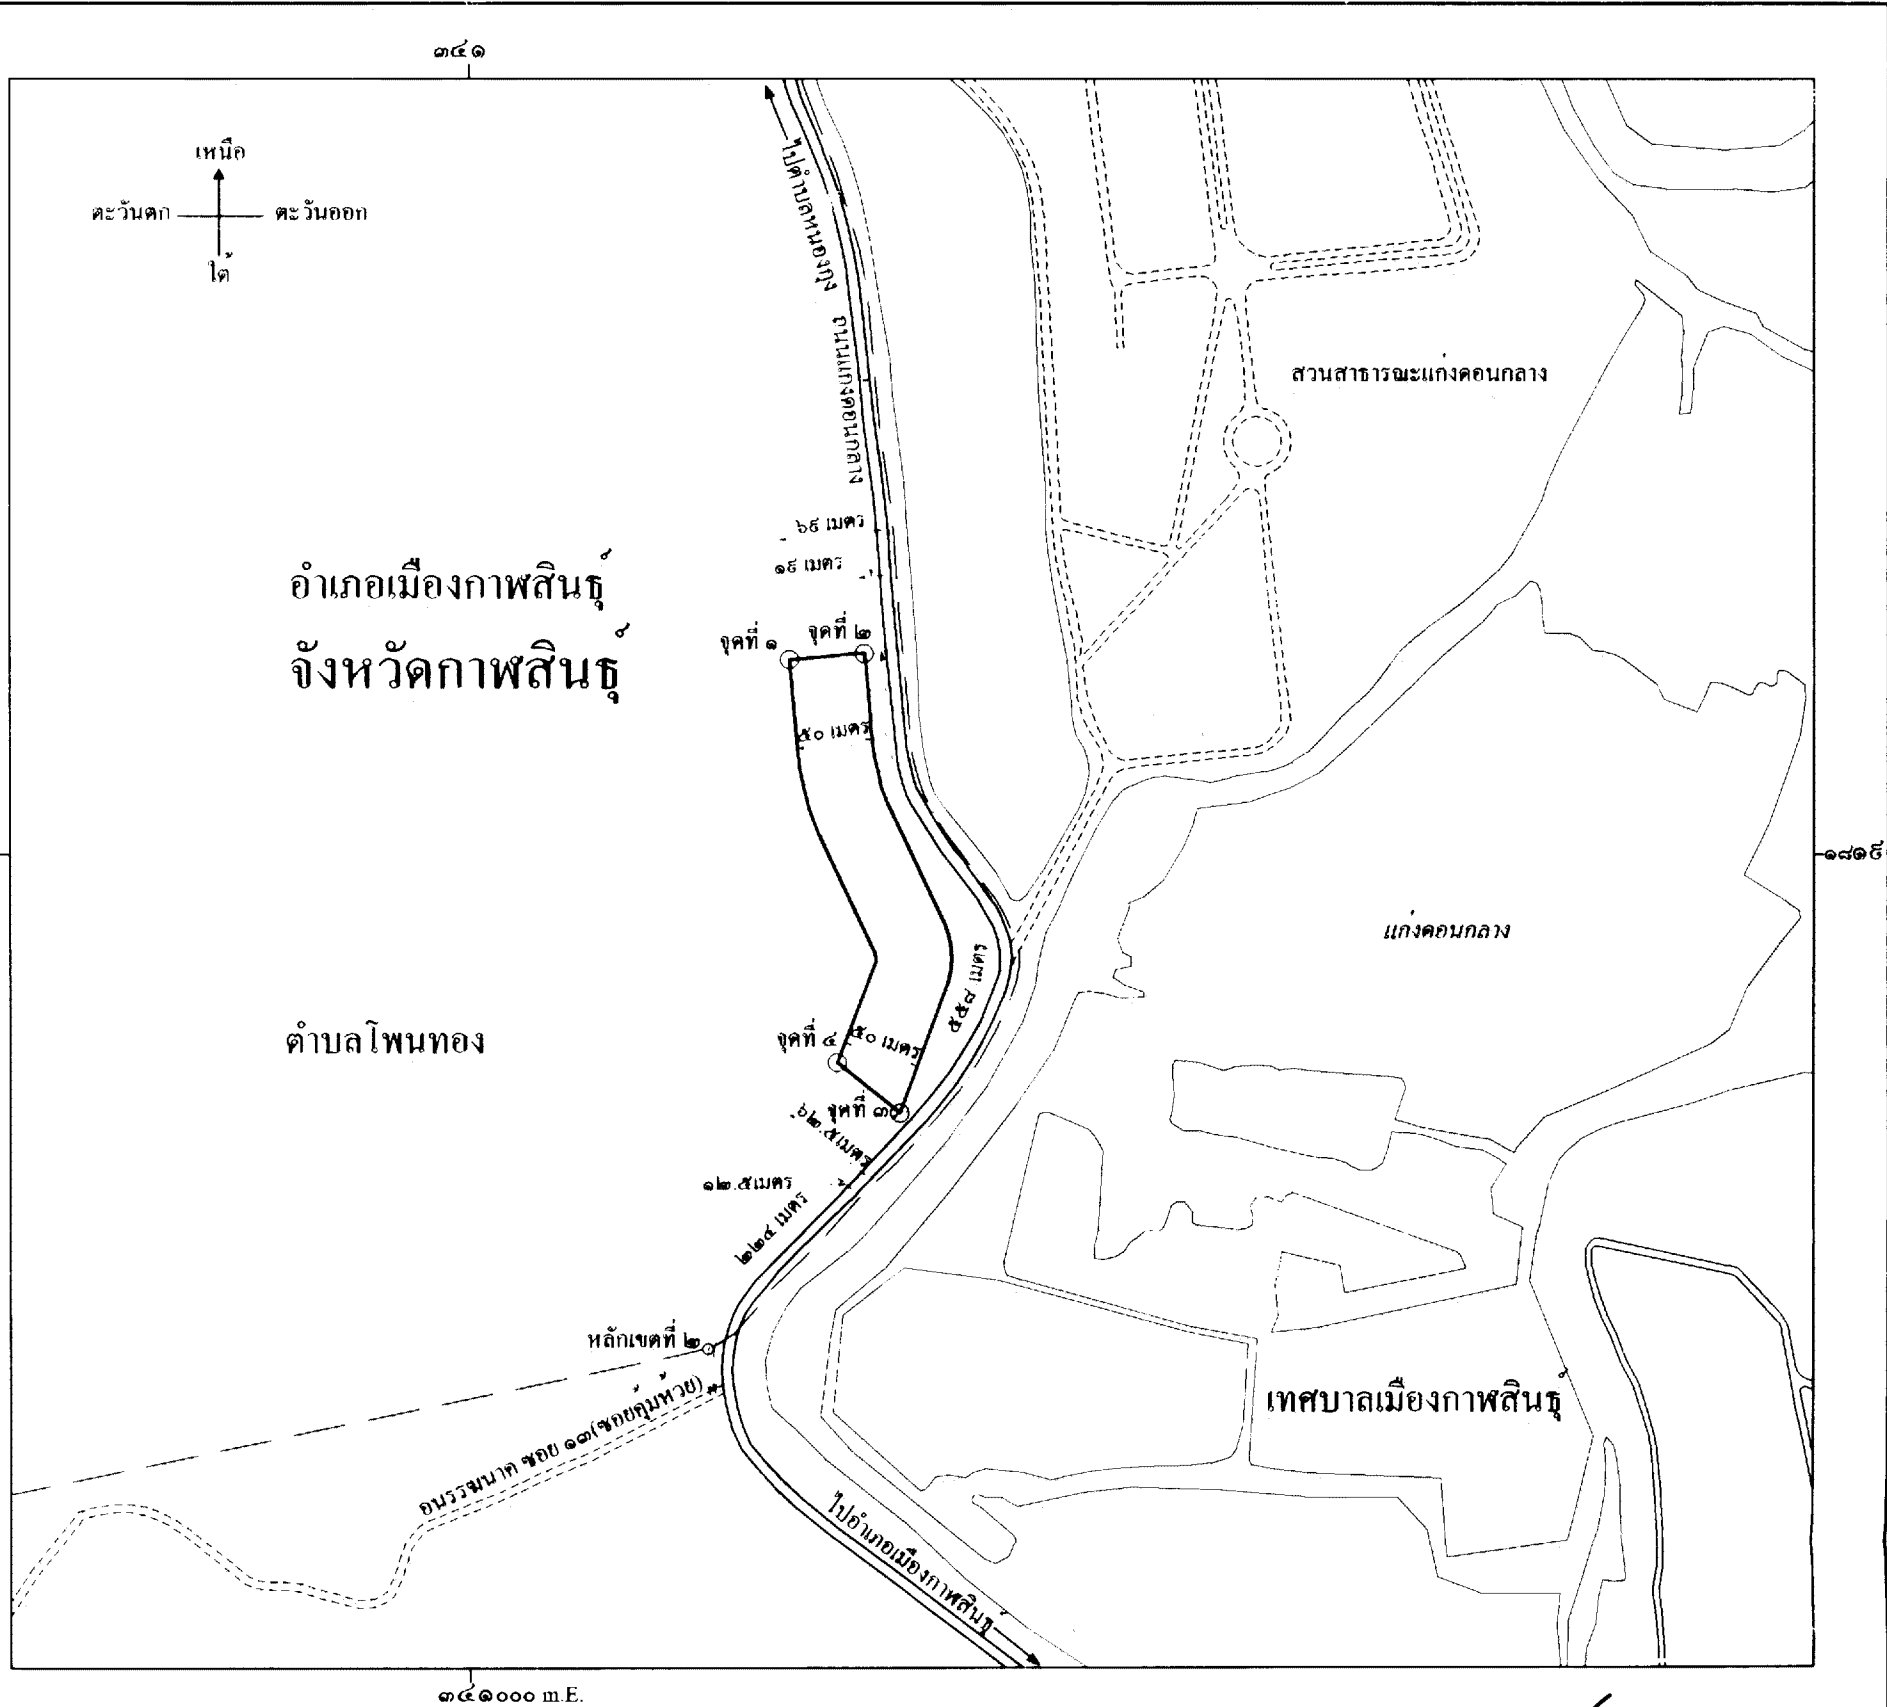 ๓๔๑
เหนือ
ตะวันตก
ตะวันออก
ใต้
ไปตำบลหนองกุง
ถนนแก่งดอนกลาง
สวนสาธารณะแก่งดอนกลาง
๖๙ เมตร
๑๙ เมตร
อำเภอเมืองกาฬสินธุ์
จังหวัดกาฬสินธุ์
จุดที่ ๑
จุดที่ ๒
๕๐ เมตร
๑๘๑๙
แก่งดอนกลาง
๕๕๘ เมตร
ตำบลโพนทอง
จุดที่ ๔
๕๐ เมตร
จุดที่ ๓
๖๒.๕เมตร
๑๒.๕เมตร
๒๒๔ เมตร
หลักเขตที่ ๒
อนรรฆนาค ซอย ๑๓(ซอยคุ้มห้วย)
เทศบาลเมืองกาฬสินธุ์
ไปอำเภอเมืองกาฬสินธุ์
๓๔๑๐๐๐ m.E.